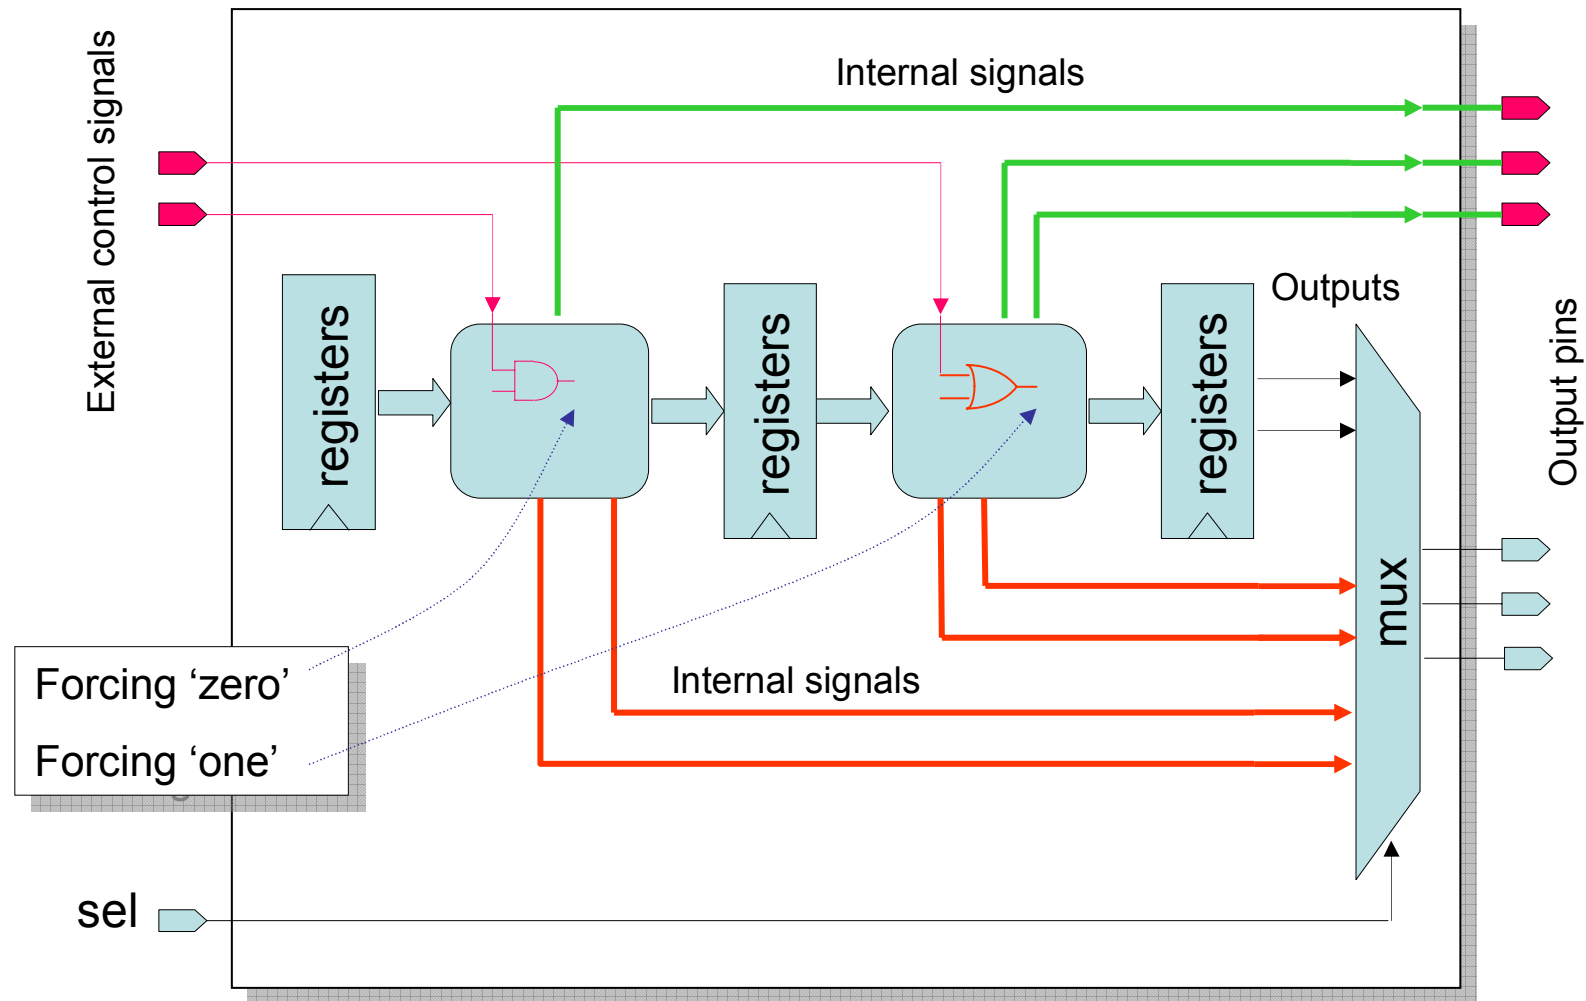 External control signals
Internal signals
registers
registers
registers
Outputs
Output pins
mux
Forcing ‘zero’
Forcing ‘one’
Internal signals
sel